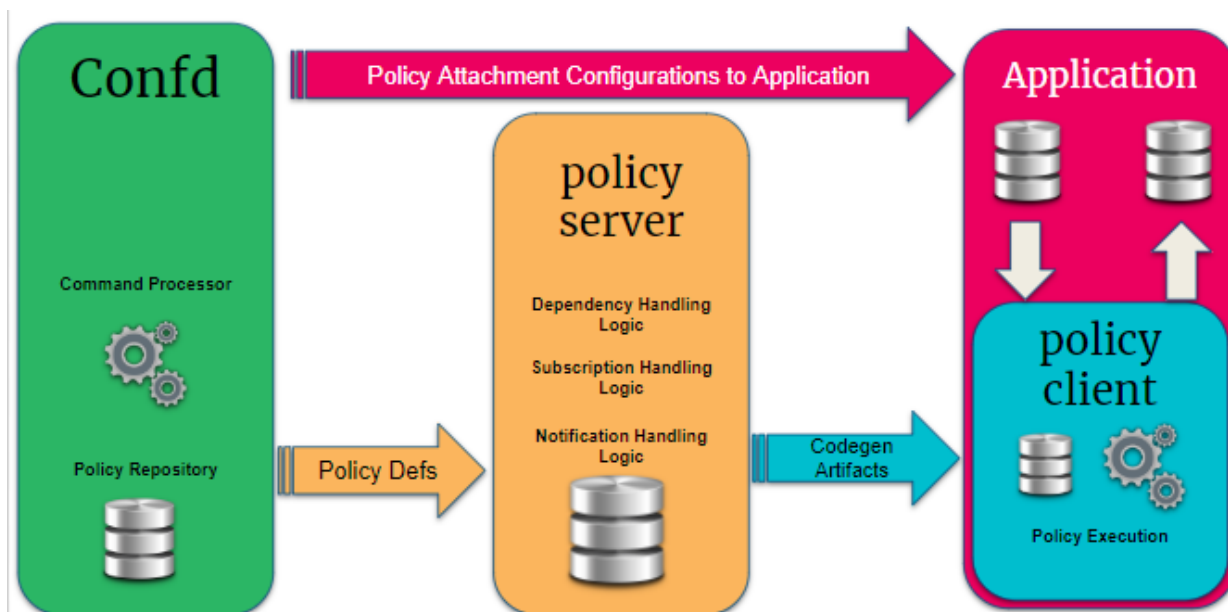 Confd
Command Processor
Policy Repository
Policy Attachment Configurations to Application
Policy Defs
policy
server
Dependency Handling
Logic
Subscription Handling
Logic
Notification Handling
Logic
Codegen
Artifacts
Application
policy
client
Policy Execution